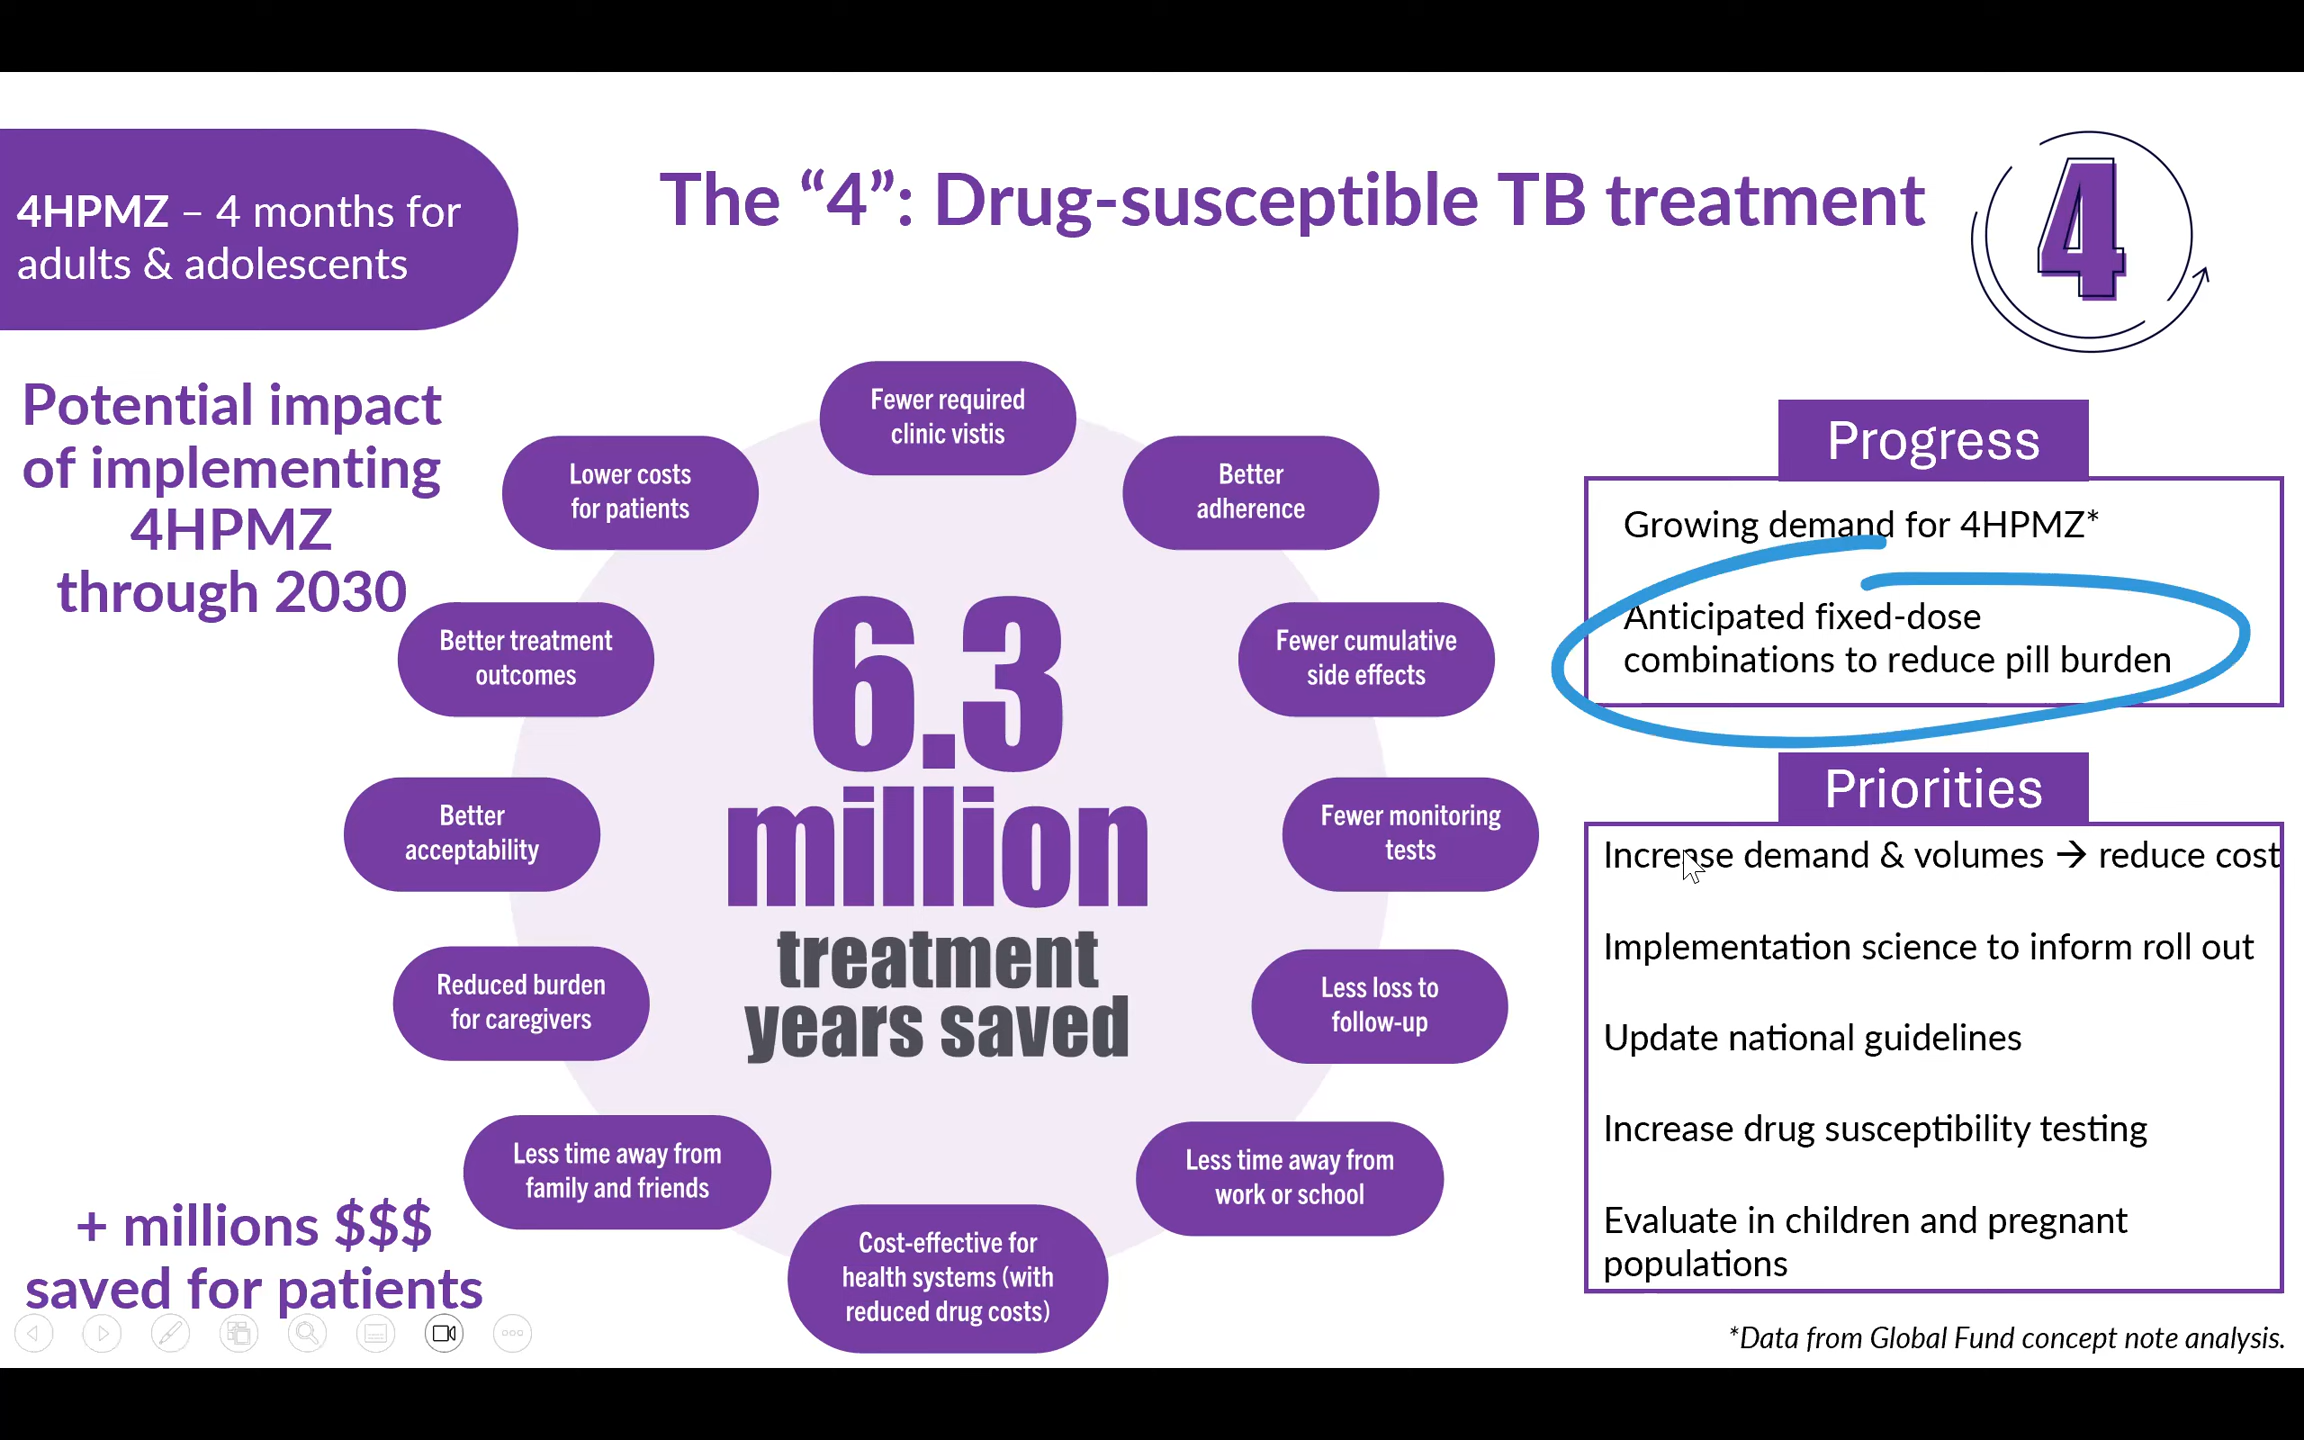 4HPMZ – 4 months for
adults & adolescents
The “4”: Drug-susceptible TB treatment
4
Potential impact
of implementing
4HPMZ
through 2030
Fewer required
clinic vistis
Lower costs
for patients
Better
adherence
Better treatment
outcomes
Fewer cumulative
side effects
Better
acceptability
Fewer monitoring
tests
6.3
million
treatment
years saved
Reduced burden
for caregivers
Less loss to
follow-up
Less time away from
family and friends
Less time away from
work or school
Cost-effective for
health systems (with
reduced drug costs)
+ millions $$$
saved for patients
Progress
Growing demand for 4HPMZ*
Anticipated fixed-dose
combinations to reduce pill burden
Priorities
Increase demand & volumes → reduce cost
Implementation science to inform roll out
Update national guidelines
Increase drug susceptibility testing
Evaluate in children and pregnant
populations
*Data from Global Fund concept note analysis.